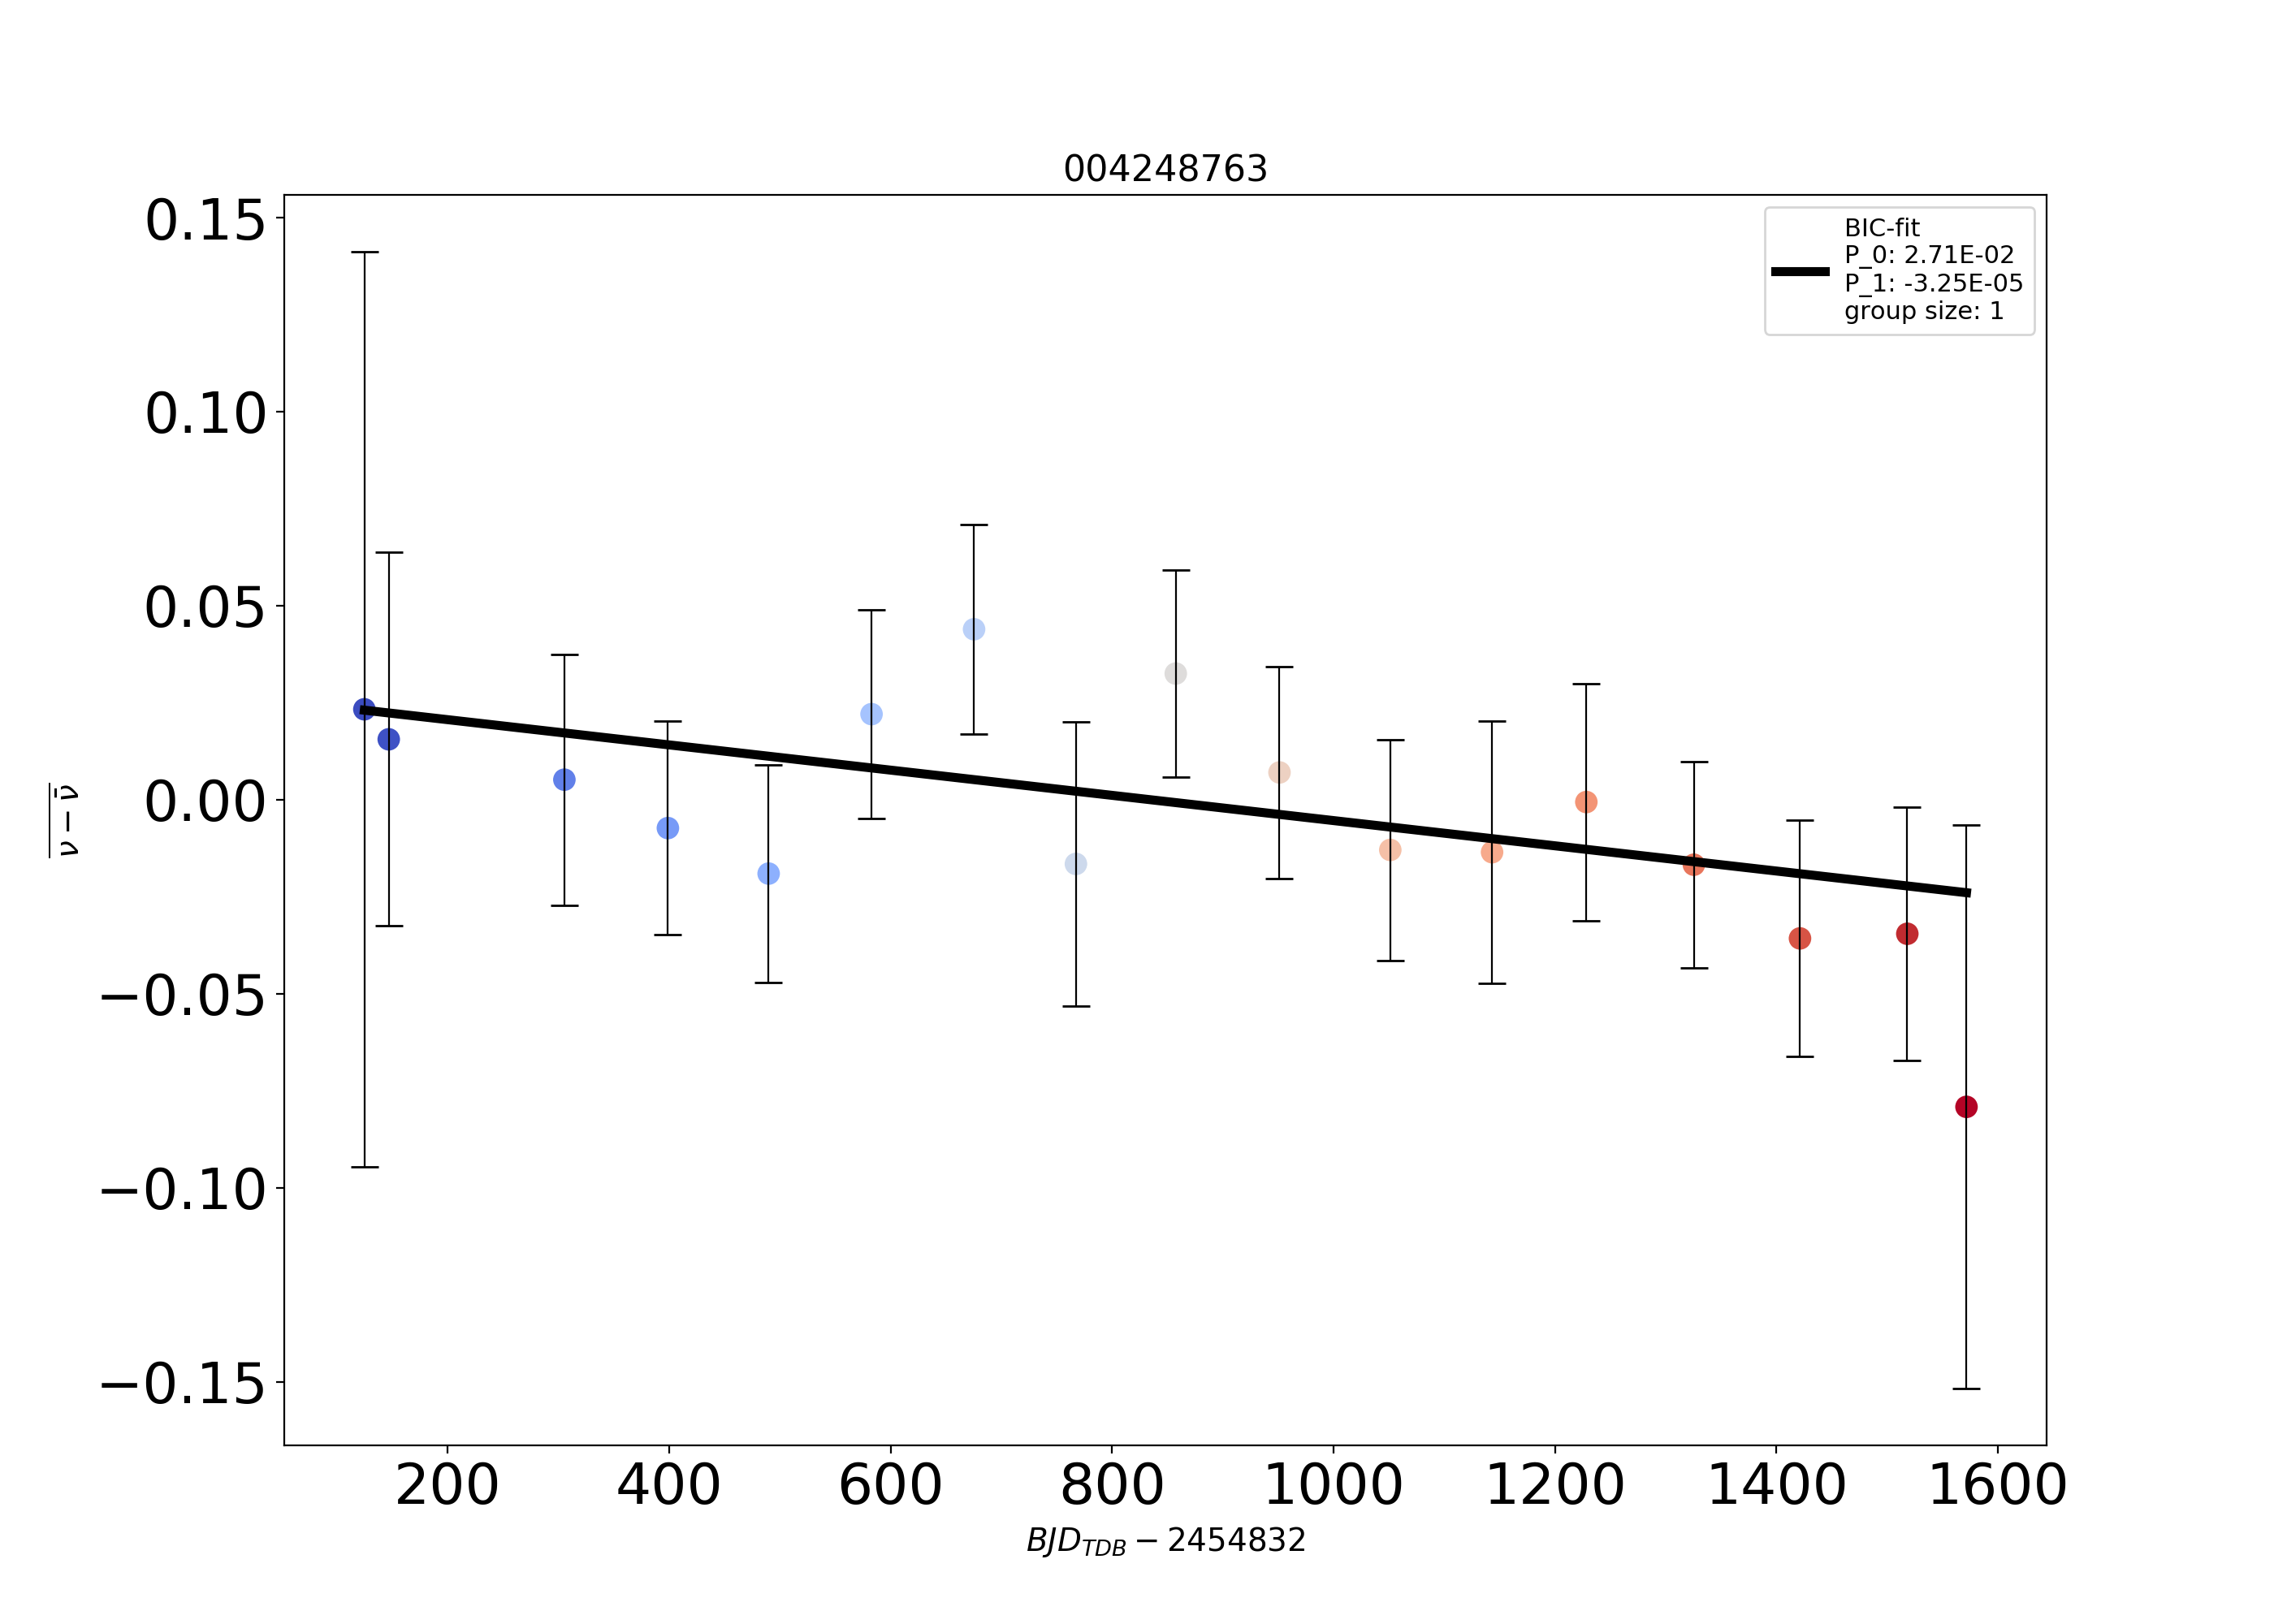 004248763
BIC-fit
P_0: 2.71E-02
P_1: -3.25E-05
group size: 1
0.15
0.10
0.05
0.00
−0.05
−0.10
−0.15
ν − ν̄
200 400 600 800 1000 1200 1400 1600
BJD_TDB − 2454832